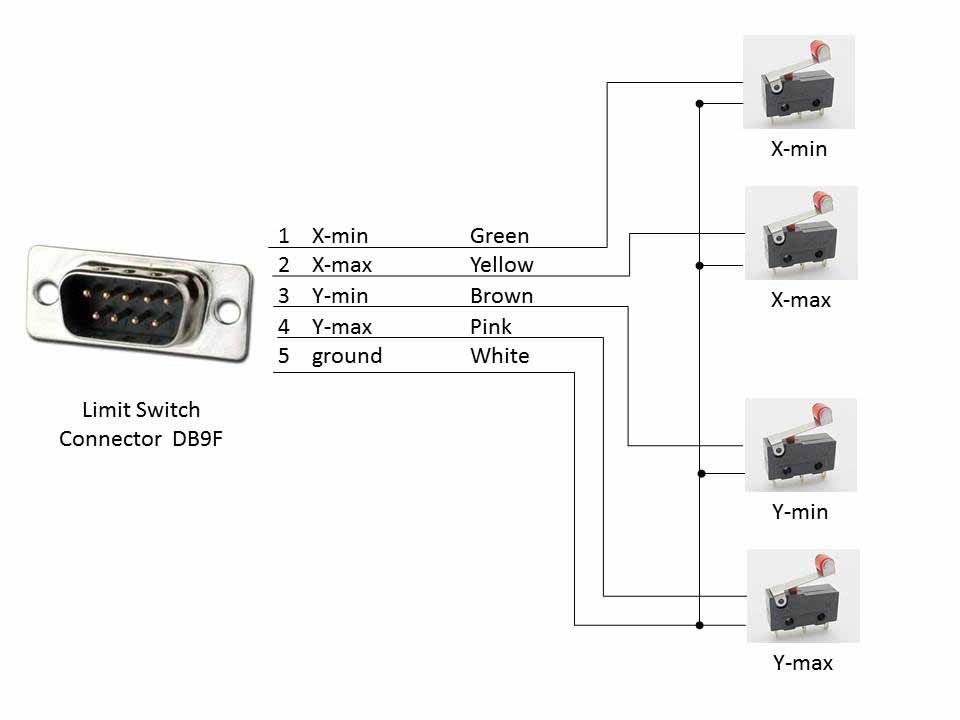 X-min
X-max
1 X-min Green
2 X-max Yellow
3 Y-min Brown
4 Y-max Pink
5 ground White
Limit Switch
Connector DB9F
Y-min
Y-max